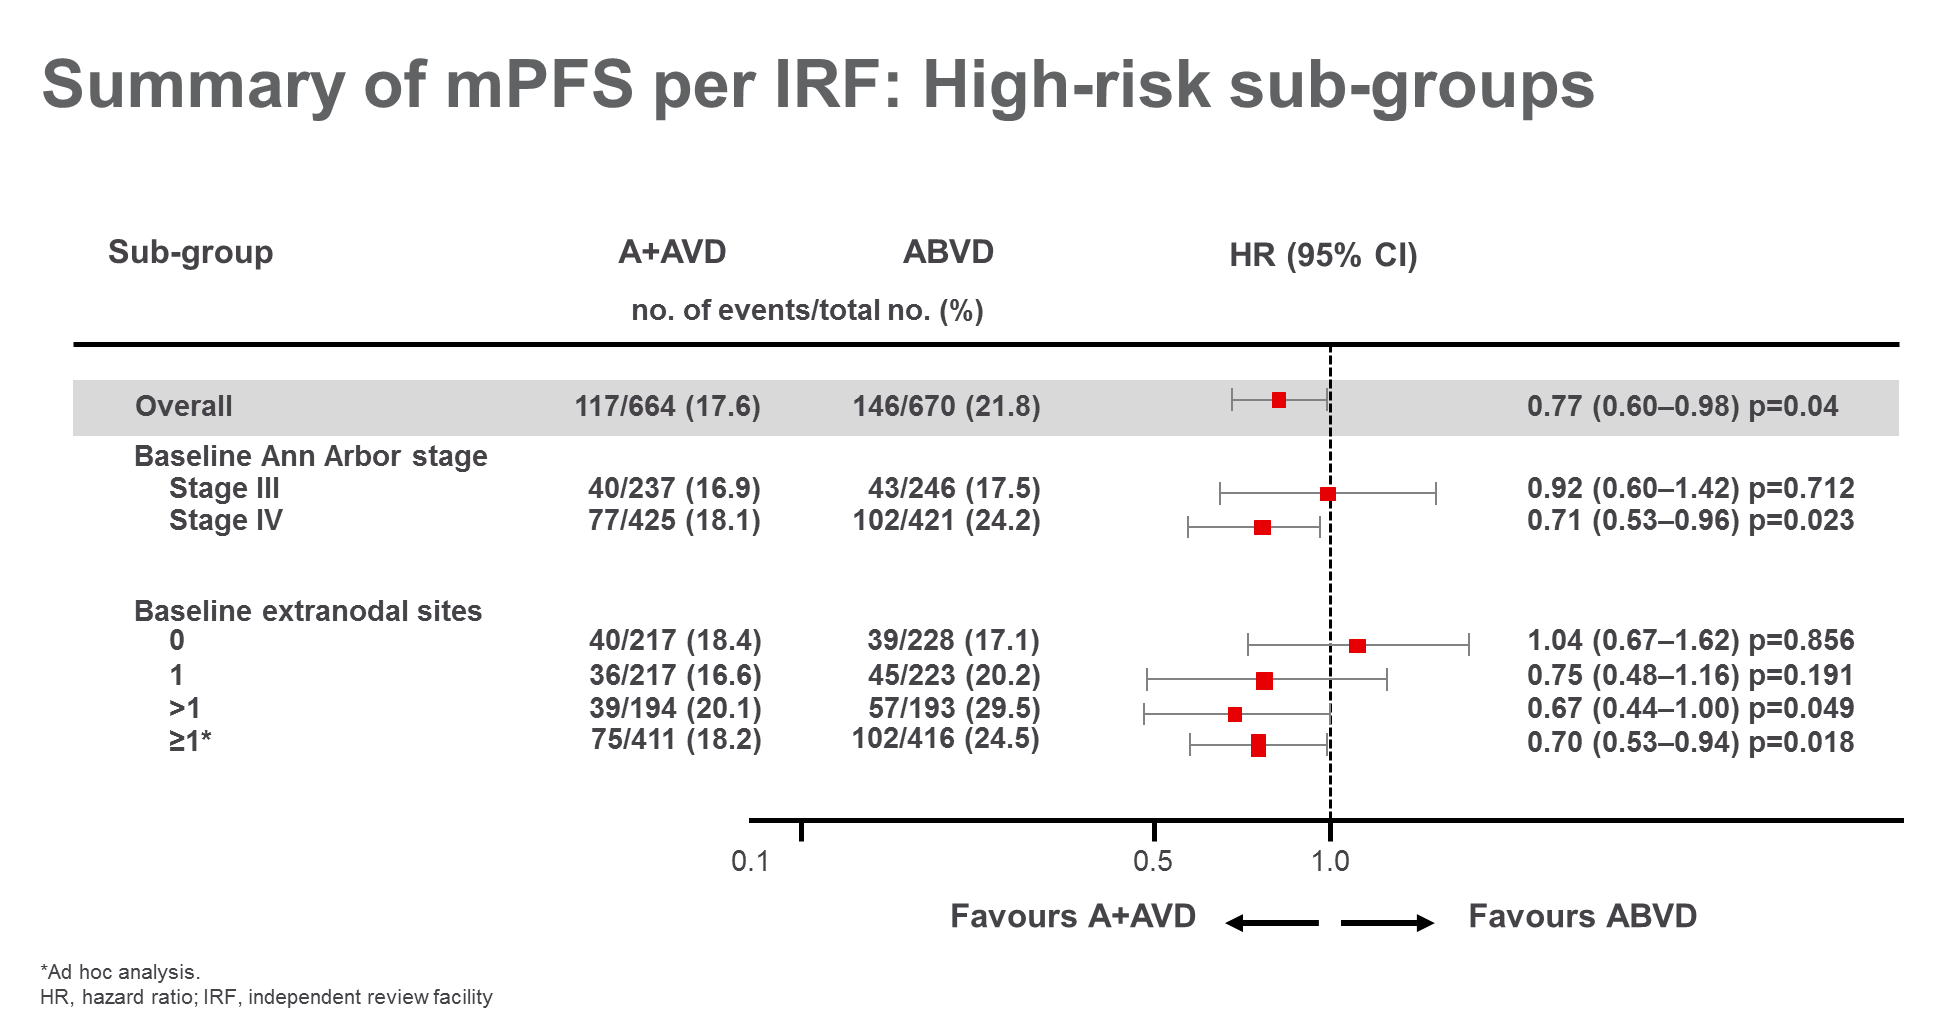 Summary of mPFS per IRF: High-risk sub-groups
Sub-group A+AVD ABVD HR (95% CI)
no. of events/total no. (%)
Overall 117/664 (17.6) 146/670 (21.8) 0.77 (0.60–0.98) p=0.04
Baseline Ann Arbor stage
Stage III 40/237 (16.9) 43/246 (17.5) 0.92 (0.60–1.42) p=0.712
Stage IV 77/425 (18.1) 102/421 (24.2) 0.71 (0.53–0.96) p=0.023
Baseline extranodal sites
0 40/217 (18.4) 39/228 (17.1) 1.04 (0.67–1.62) p=0.856
1 36/217 (16.6) 45/223 (20.2) 0.75 (0.48–1.16) p=0.191
>1 39/194 (20.1) 57/193 (29.5) 0.67 (0.44–1.00) p=0.049
≥1* 75/411 (18.2) 102/416 (24.5) 0.70 (0.53–0.94) p=0.018
0.1 0.5 1.0
Favours A+AVD Favours ABVD
*Ad hoc analysis.
HR, hazard ratio; IRF, independent review facility